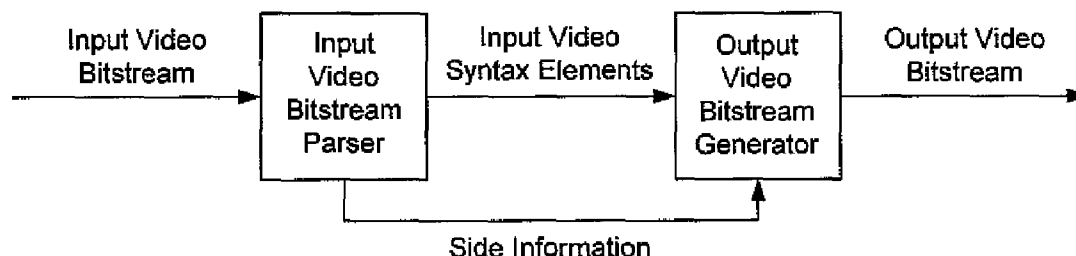 Input Video
Bitstream
Input
Video
Bitstream
Parser
Input Video
Syntax Elements
Output
Video
Bitstream
Generator
Output Video
Bitstream
Side Information